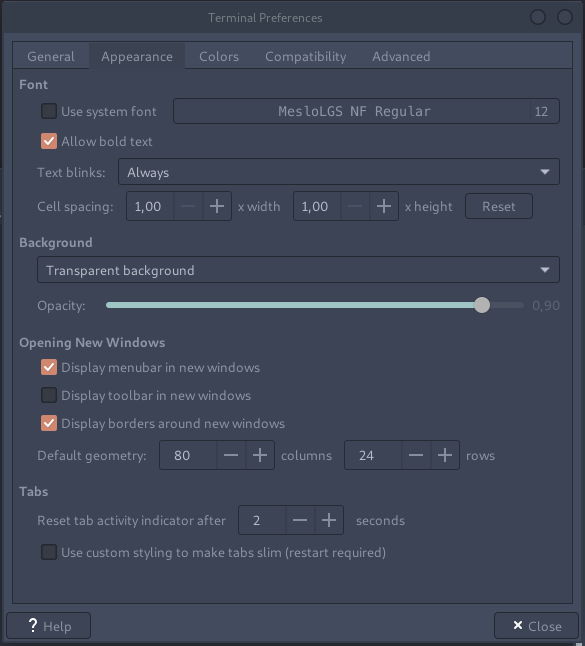 Terminal Preferences
General Appearance Colors Compatibility Advanced
Font
Use system font MesloLGS NF Regular 12
Allow bold text
Text blinks: Always
Cell spacing: 1,00 − + x width 1,00 − + x height Reset
Background
Transparent background
Opacity: 0,90
Opening New Windows
Display menubar in new windows
Display toolbar in new windows
Display borders around new windows
Default geometry: 80 − + columns 24 − + rows
Tabs
Reset tab activity indicator after 2 − + seconds
Use custom styling to make tabs slim (restart required)
? Help × Close